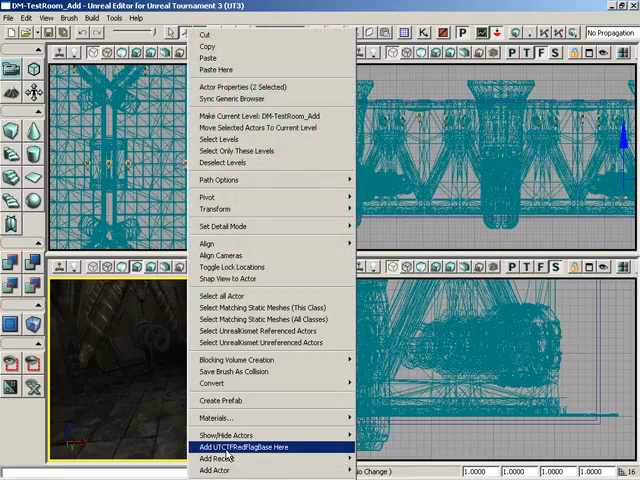 DM-TestRoom_Add - Unreal Editor for Unreal Tournament 3 (UT3)
File Edit View Brush Build Tools Help
No Propagation
Cut
Copy
Paste
Paste Here
Actor Properties (2 Selected)
Sync Generic Browser
Make Current Level: DM-TestRoom_Add
Move Selected Actors To Current Level
Select Levels
Select Only These Levels
Deselect Levels
Path Options
Pivot
Transform
Set Detail Mode
Align
Align Cameras
Toggle Lock Locations
Snap View to Actor
Select all Actor
Select Matching Static Meshes (This Class)
Select Matching Static Meshes (All Classes)
Select UnrealKismet Referenced Actors
Select UnrealKismet Unreferenced Actors
Blocking Volume Creation
Save Brush As Collision
Convert
Create Prefab
Materials...
Show/Hide Actors
Add UTCTFRedFlagBase Here
Add Recent
Add Actor
P T F S
P T F S
Change ) 1.0000 1.0000 1.0000 16